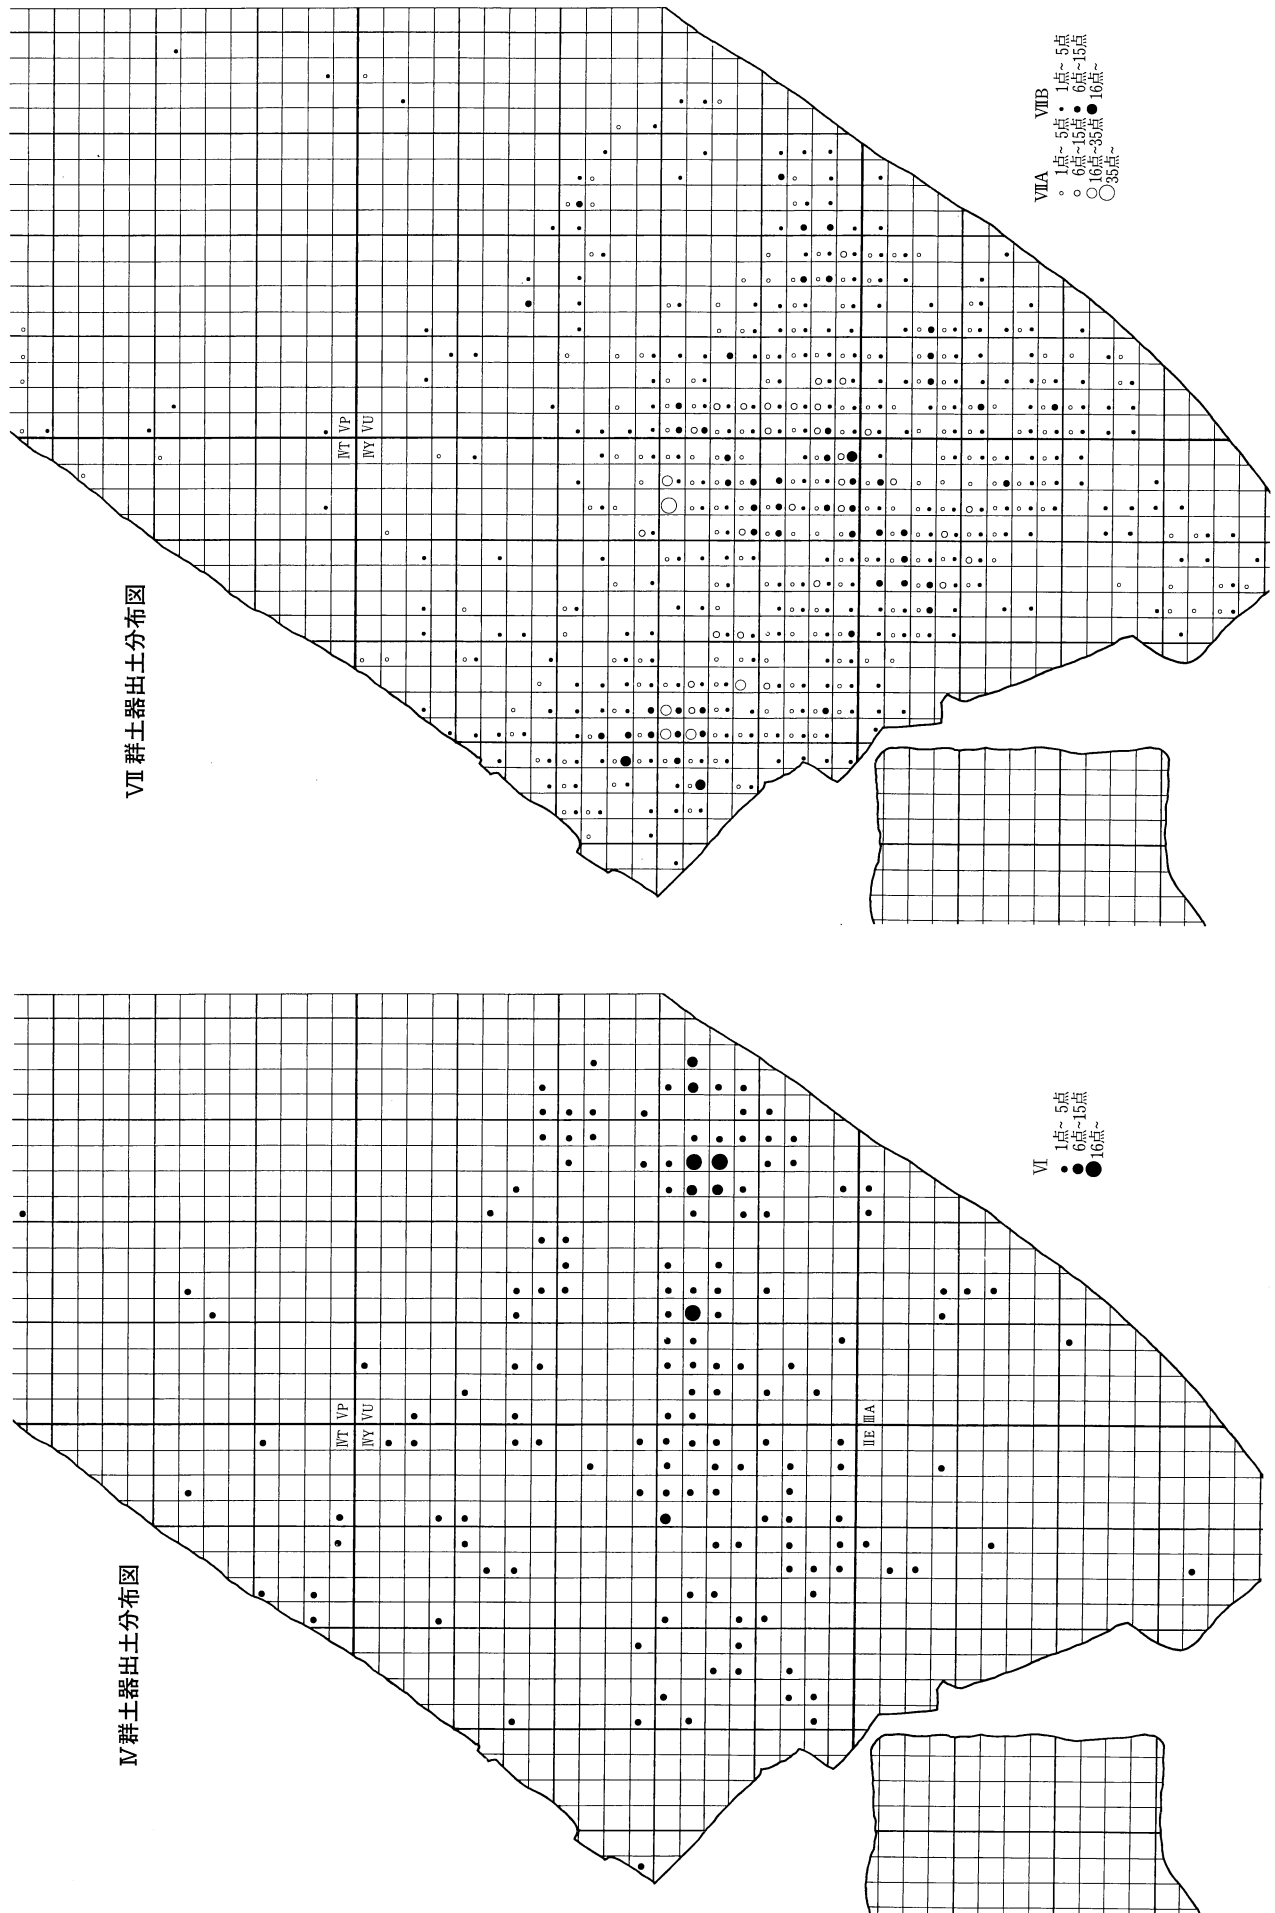 Ⅶ群土器出土分布図
ⅣT ⅤP
ⅣY ⅤU
ⅦA ⅦB
1点~ 5点 1点~ 5点
6点~15点 6点~15点
16点~35点 16点~
35点~
Ⅳ群土器出土分布図
ⅣT ⅤP
ⅣY ⅤU
ⅡE ⅢA
Ⅵ
1点~ 5点
6点~15点
16点~